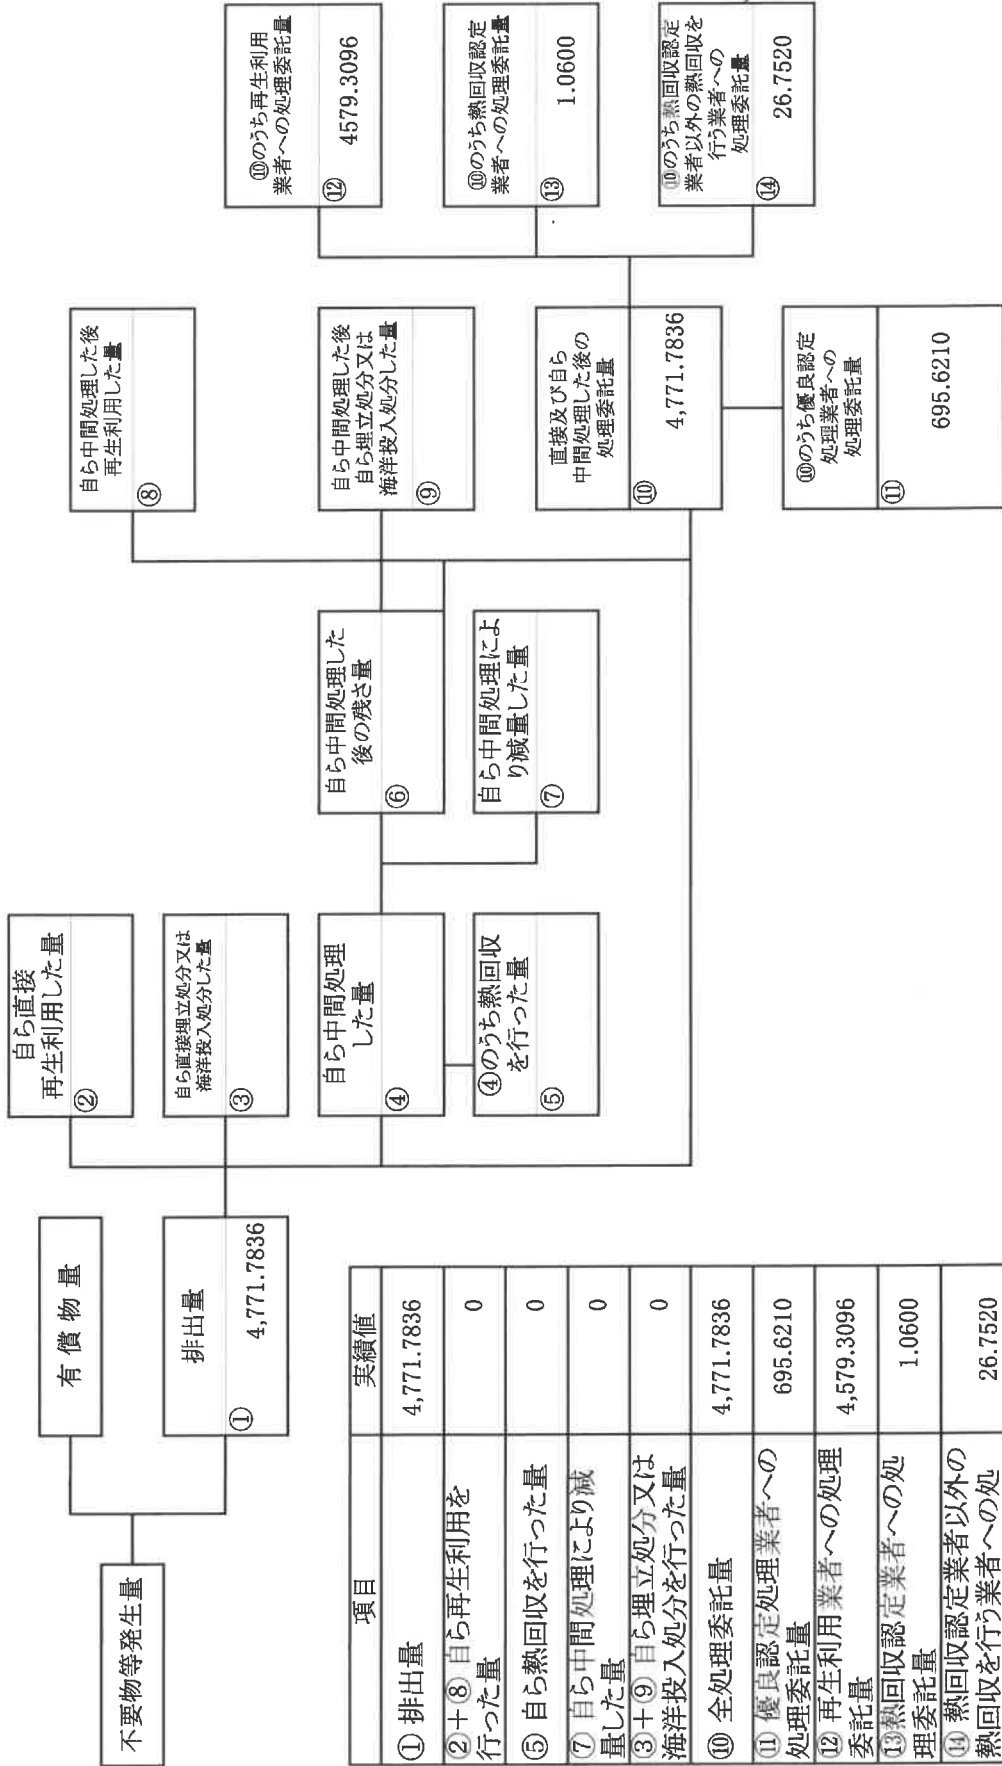 不要物等発生量
有償物量
排出量
①
4,771.7836
自ら直接
再生利用した量
②
自ら直接埋立処分又は
海洋投入処分した量
③
自ら中間処理
した量
④
④のうち熱回収
を行った量
⑤
自ら中間処理した
後の残さ量
⑥
自ら中間処理によ
り減量した量
⑦
自ら中間処理した後
再生利用した量
⑧
自ら中間処理した後
自ら埋立処分又は
海洋投入処分した量
⑨
直接及び自ら
中間処理した後の
処理委託量
⑩
4,771.7836
⑩のうち優良認定
処理業者への
処理委託量
⑪
695.6210
⑩のうち再生利用
業者への処理委託量
⑫
4579.3096
⑩のうち熱回収認定
業者への処理委託量
⑬
1.0600
⑩のうち熱回収認定
業者以外の熱回収を
行う業者への
処理委託量
⑭
26.7520
項目 実績値
①排出量 4,771.7836
②+⑧ 自ら再生利用を
行った量 0
⑤ 自ら熱回収を行った量 0
⑦ 自ら中間処理により減
量した量 0
③+⑨ 自ら埋立処分又は
海洋投入処分を行った量 0
⑩ 全処理委託量 4,771.7836
⑪ 優良認定処理業者への
処理委託量 695.6210
⑫ 再生利用業者への処理
委託量 4,579.3096
⑬熱回収認定業者への処
理委託量 1.0600
⑭ 熱回収認定業者以外の
熱回収を行う業者への処 26.7520